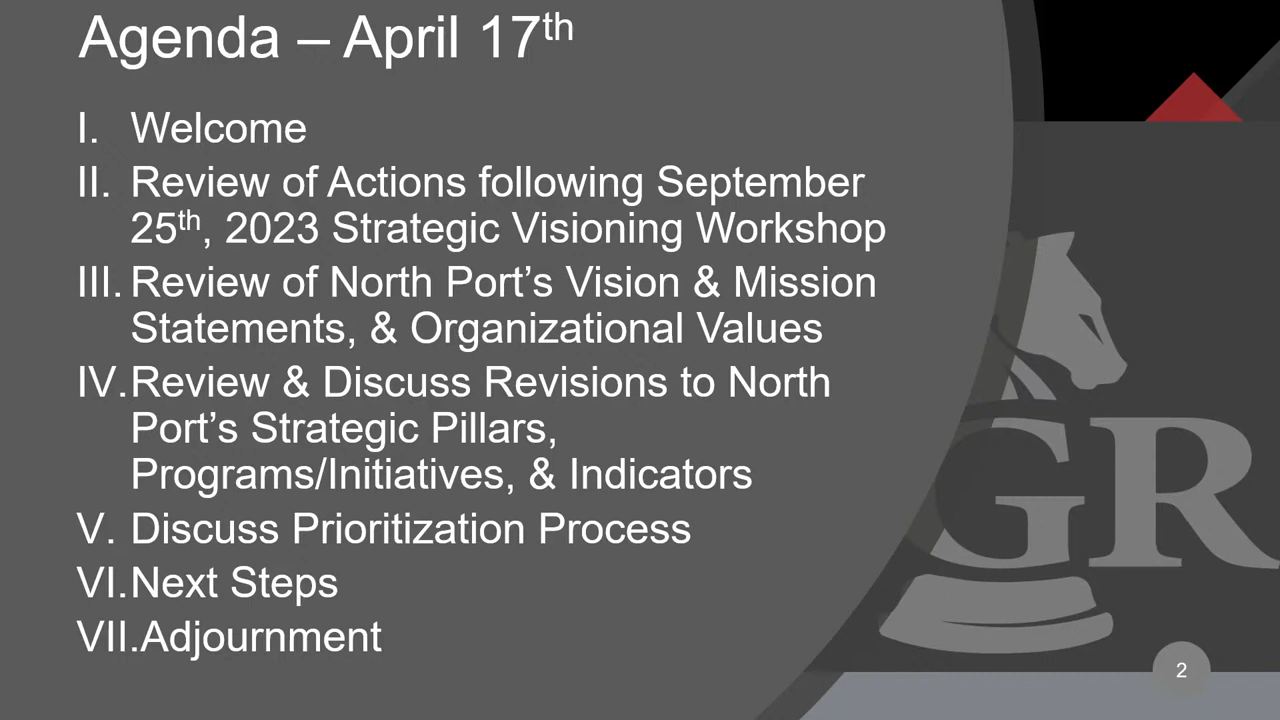 Agenda – April 17th
I. Welcome
II. Review of Actions following September
25th, 2023 Strategic Visioning Workshop
III. Review of North Port’s Vision & Mission
Statements, & Organizational Values
IV. Review & Discuss Revisions to North
Port’s Strategic Pillars,
Programs/Initiatives, & Indicators
V. Discuss Prioritization Process
VI. Next Steps
VII. Adjournment
GR
2